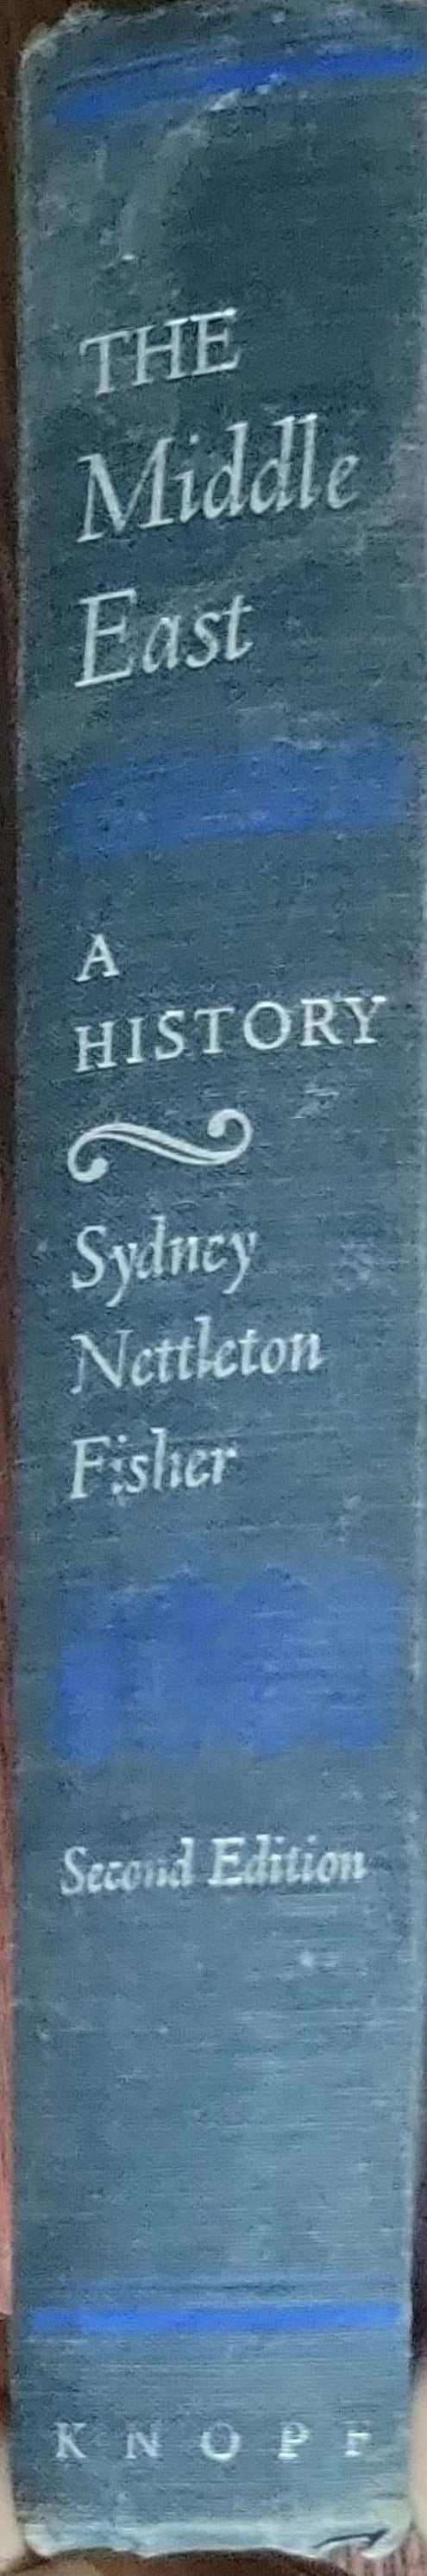 THE
Middle
East
A
HISTORY
Sydney
Nettleton
Fisher
Second Edition
KNOPF